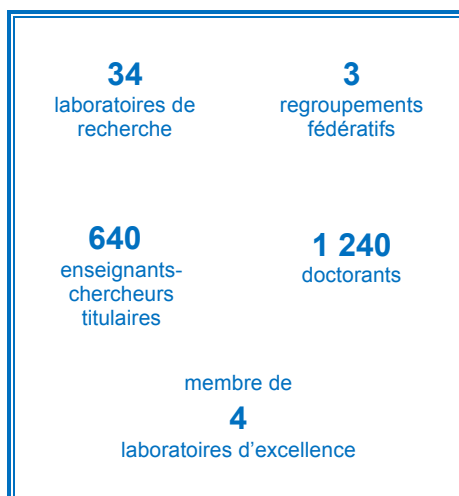 34
laboratoires de
recherche
3
regroupements
fédératifs
640
enseignants-
chercheurs
titulaires
1 240
doctorants
membre de
4
laboratoires d'excellence